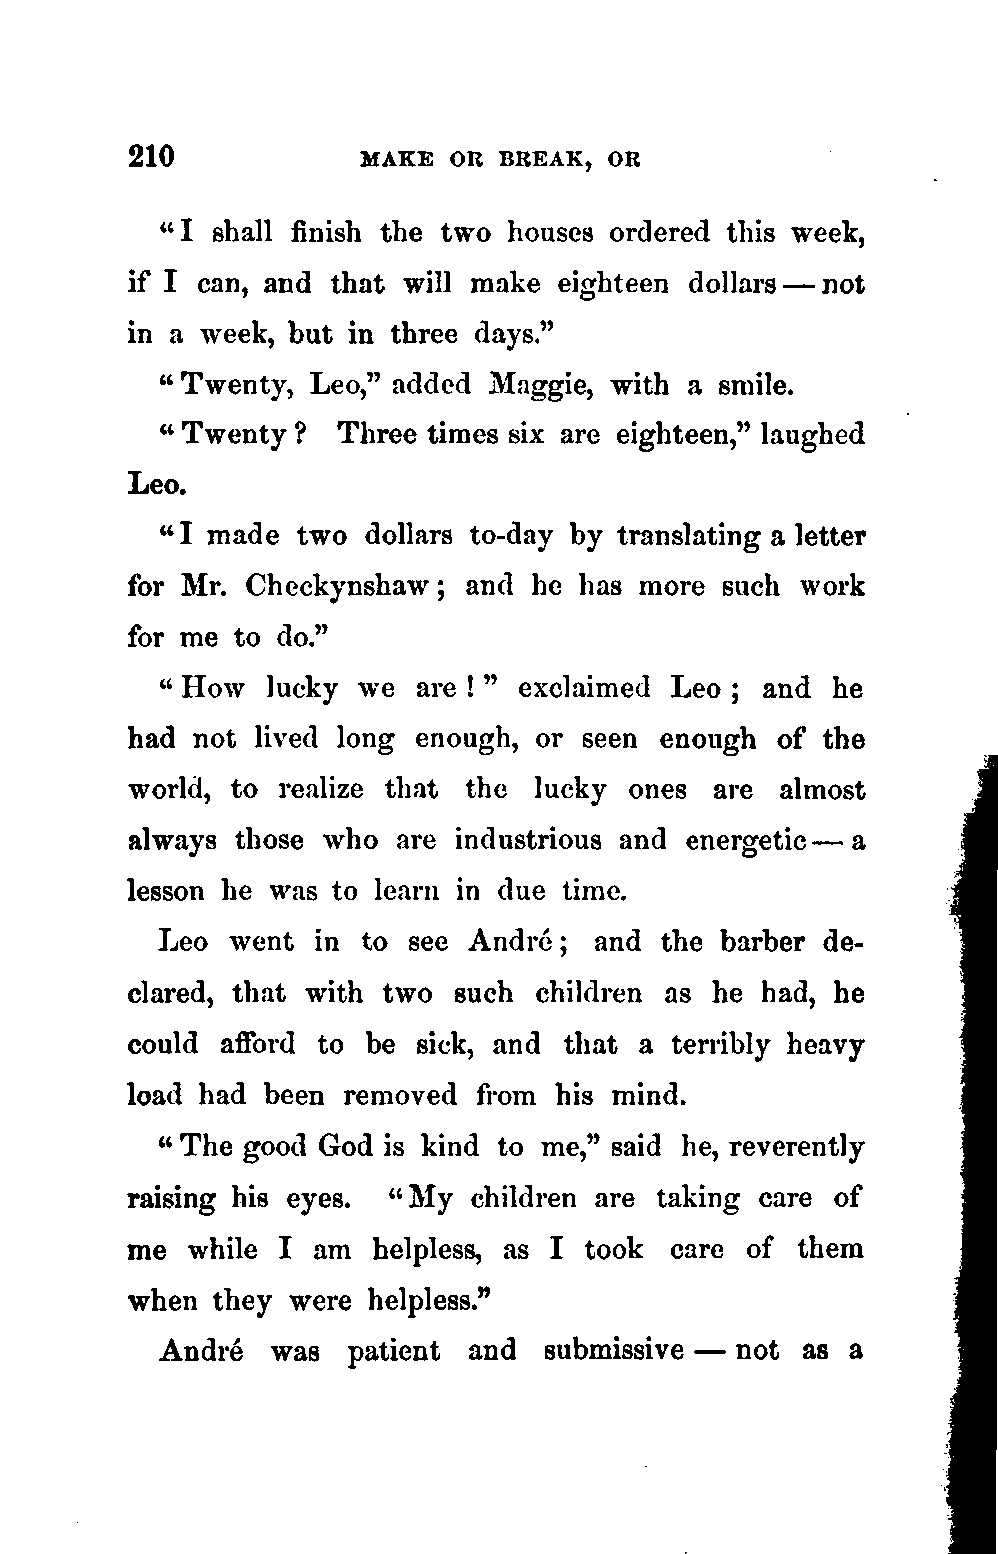 210 MAKE OR BREAK, OR
“I shall finish the two houses ordered this week,
if I can, and that will make eighteen dollars — not
in a week, but in three days.”
“Twenty, Leo,” added Maggie, with a smile.
“Twenty? Three times six are eighteen,” laughed
Leo.
“I made two dollars to-day by translating a letter
for Mr. Checkynshaw; and he has more such work
for me to do.”
“How lucky we are!” exclaimed Leo; and he
had not lived long enough, or seen enough of the
world, to realize that the lucky ones are almost
always those who are industrious and energetic — a
lesson he was to learn in due time.
Leo went in to see André; and the barber de-
clared, that with two such children as he had, he
could afford to be sick, and that a terribly heavy
load had been removed from his mind.
“The good God is kind to me,” said he, reverently
raising his eyes. “My children are taking care of
me while I am helpless, as I took care of them
when they were helpless.”
André was patient and submissive — not as a